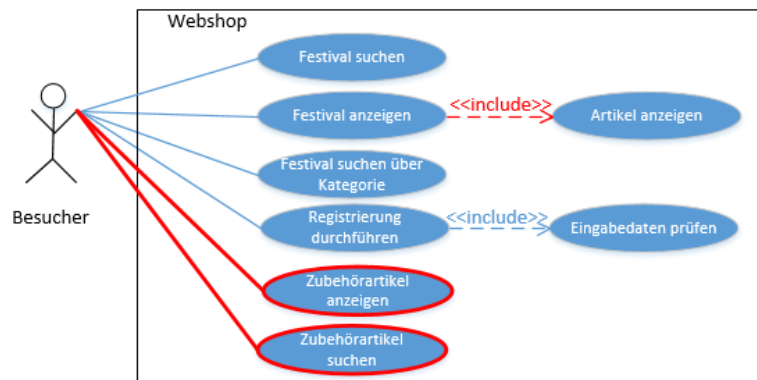 Webshop
Festival suchen
<<include>>
Festival anzeigen
Artikel anzeigen
Festival suchen über
Kategorie
Besucher
Registrierung
durchführen
<<include>>
Eingabedaten prüfen
Zubehörartikel
anzeigen
Zubehörartikel
suchen